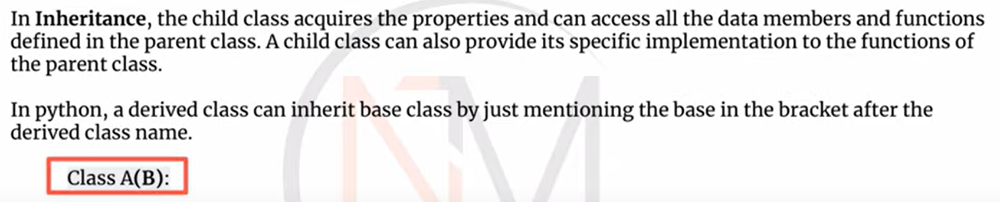 In Inheritance, the child class acquires the properties and can access all the data members and functions
defined in the parent class. A child class can also provide its specific implementation to the functions of
the parent class.
In python, a derived class can inherit base class by just mentioning the base in the bracket after the
derived class name.
Class A(B):